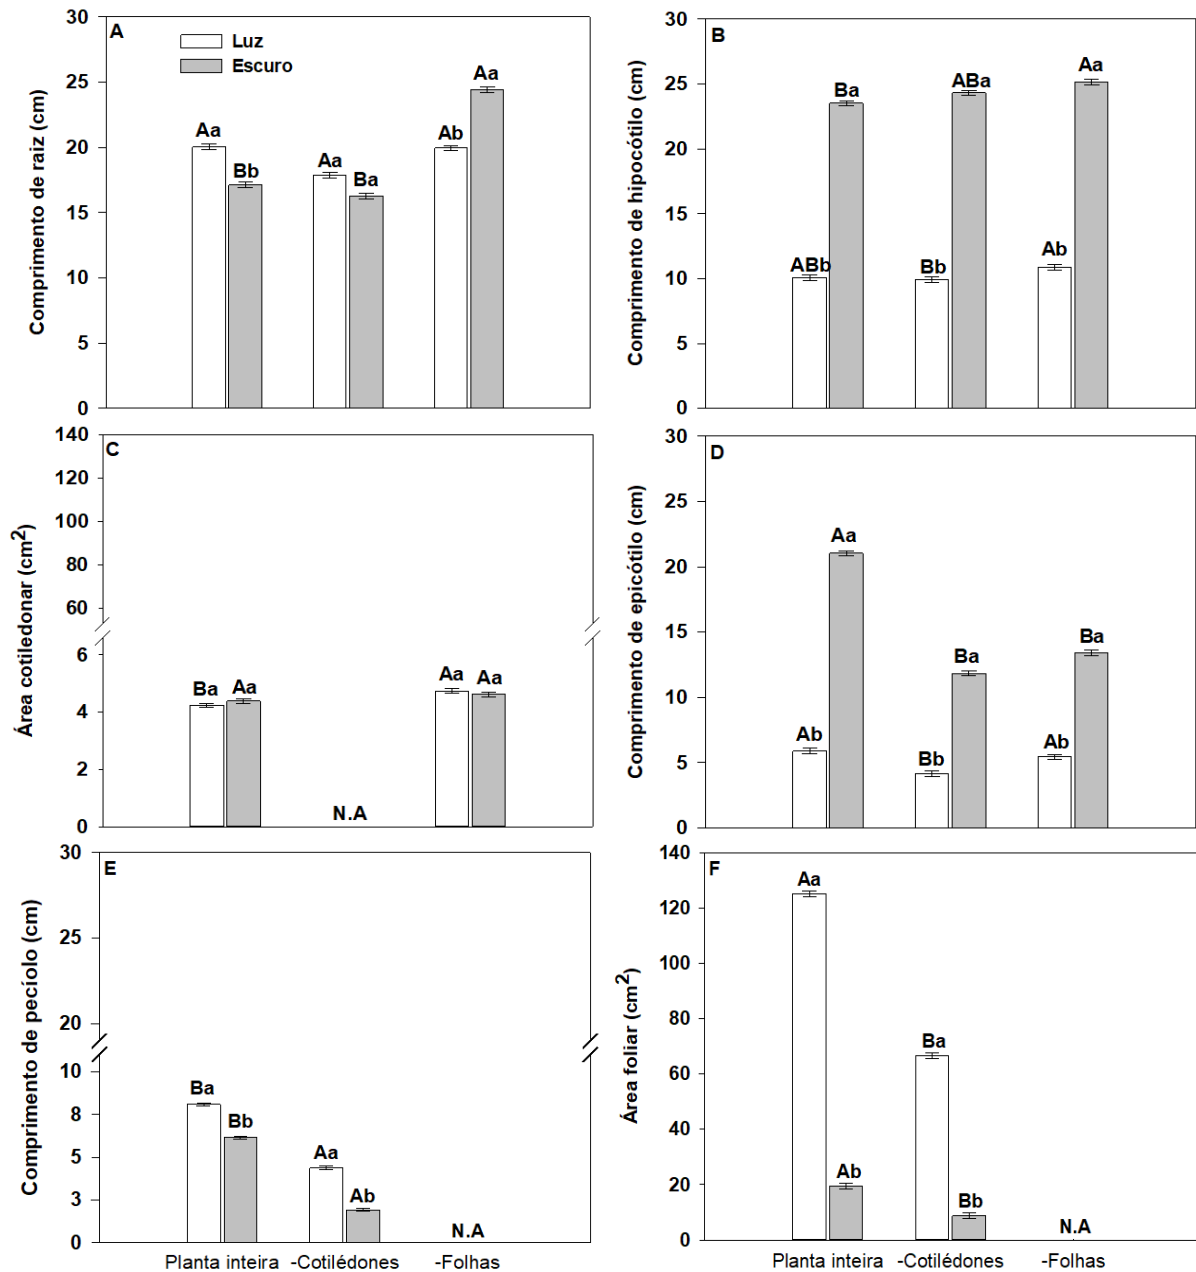 A
Luz
Escuro
Comprimento de raiz (cm)
30
25
20
15
10
5
0
Aa
Bb
Aa
Ba
Ab
Aa
B
Comprimento de hipocótilo (cm)
30
25
20
15
10
5
0
ABb
Ba
Bb
ABa
Ab
Aa
C
Área cotiledonar (cm2)
140
120
100
80
60
6
4
2
0
Ba
Aa
N.A
Aa
Aa
D
Comprimento de epicótilo (cm)
30
25
20
15
10
5
0
Ab
Aa
Bb
Ba
Ab
Ba
E
Comprimento de pecíolo (cm)
30
25
20
10
8
5
3
0
Ba
Bb
Aa
Ab
N.A
Planta inteira -Cotilédones -Folhas
F
Área foliar (cm2)
140
120
100
80
60
40
20
0
Aa
Ab
Ba
Bb
N.A
Planta inteira -Cotilédones -Folhas